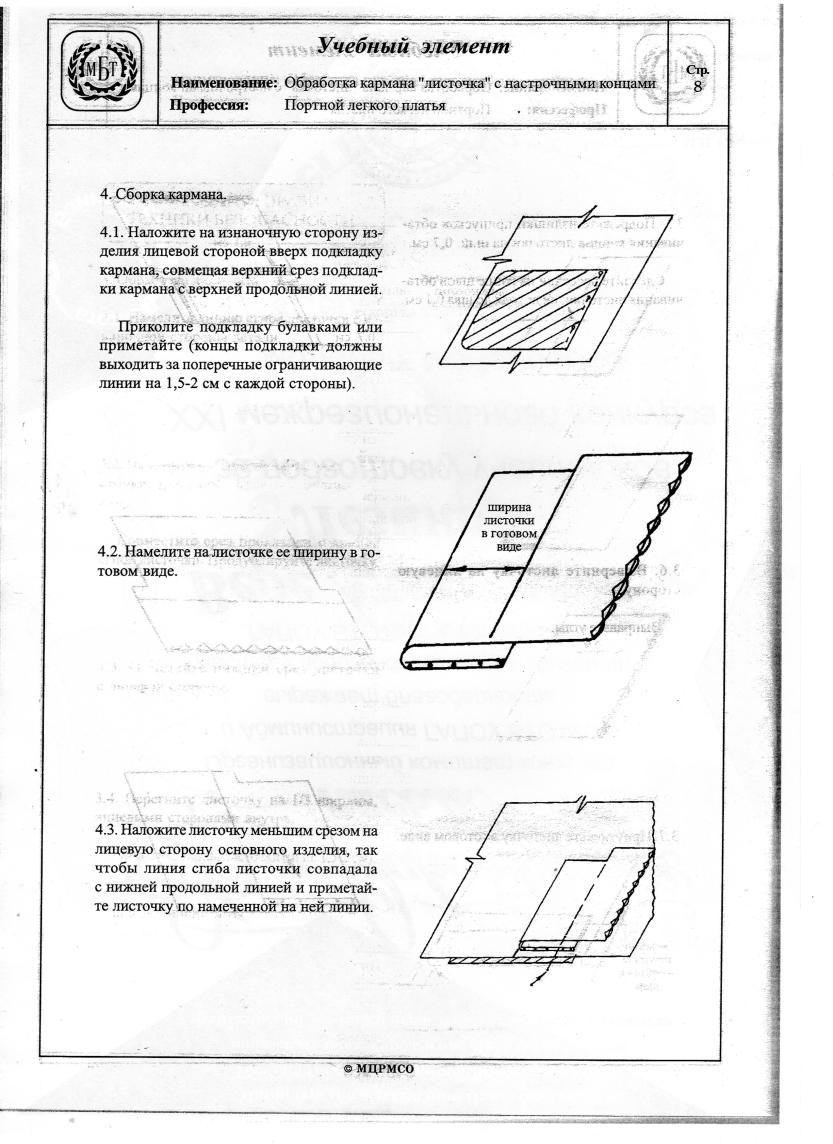 Учебный элемент
МБТ
Наименование: Обработка кармана "листочка" с настрочными концами
Профессия: Портной легкого платья
Стр.
8
4. Сборка кармана.
4.1. Наложите на изнаночную сторону из-
делия лицевой стороной вверх подкладку
кармана, совмещая верхний срез подклад-
ки кармана с верхней продольной линией.
Приколите подкладку булавками или
приметайте (концы подкладки должны
выходить за поперечные ограничивающие
линии на 1,5-2 см с каждой стороны).
ширина
листочки
в готовом
виде
4.2. Намелите на листочке ее ширину в го-
товом виде.
4.3. Наложите листочку меньшим срезом на
лицевую сторону основного изделия, так
чтобы линия сгиба листочки совпадала
с нижней продольной линией и приметай-
те листочку по намеченной на ней линии.
© МЦРМСО